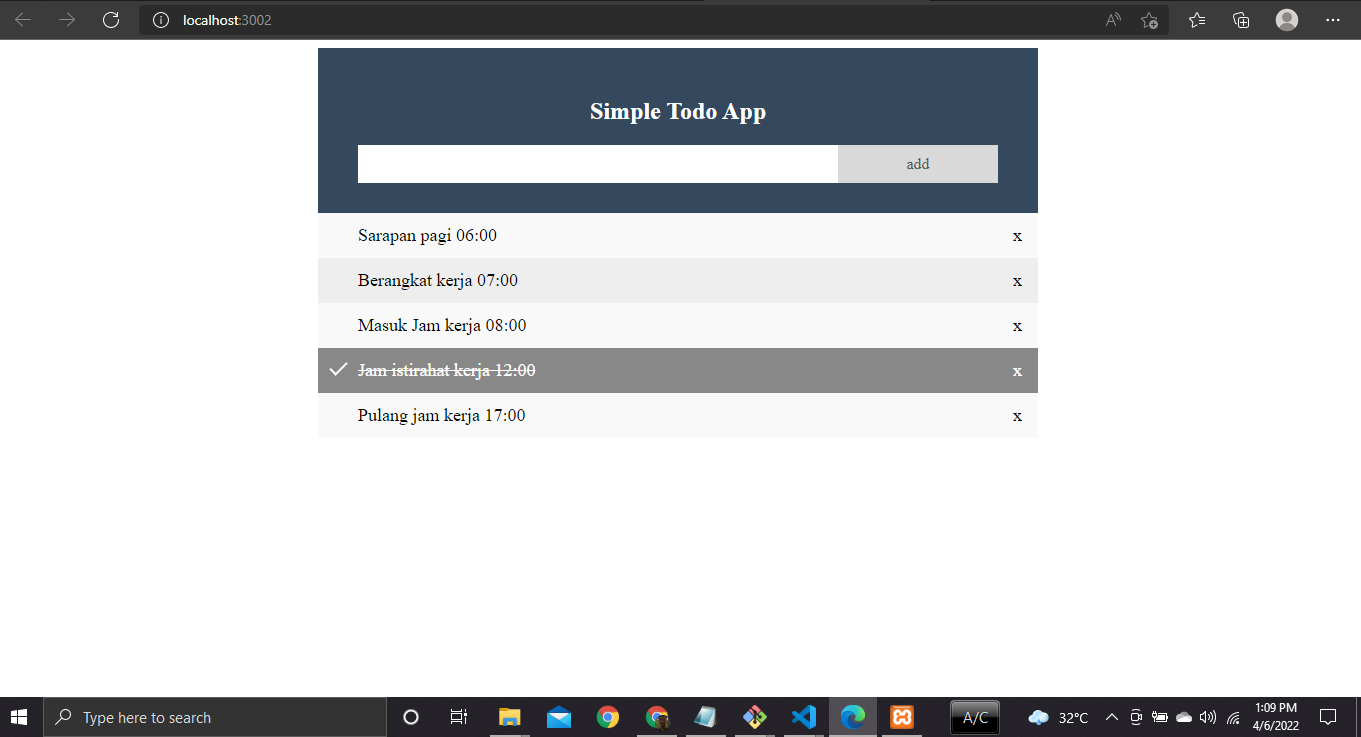 localhost:3002
Simple Todo App
add
Sarapan pagi 06:00 x
Berangkat kerja 07:00 x
Masuk Jam kerja 08:00 x
Jam istirahat kerja 12:00 x
Pulang jam kerja 17:00 x
Type here to search
A/C
32°C
1:09 PM
4/6/2022